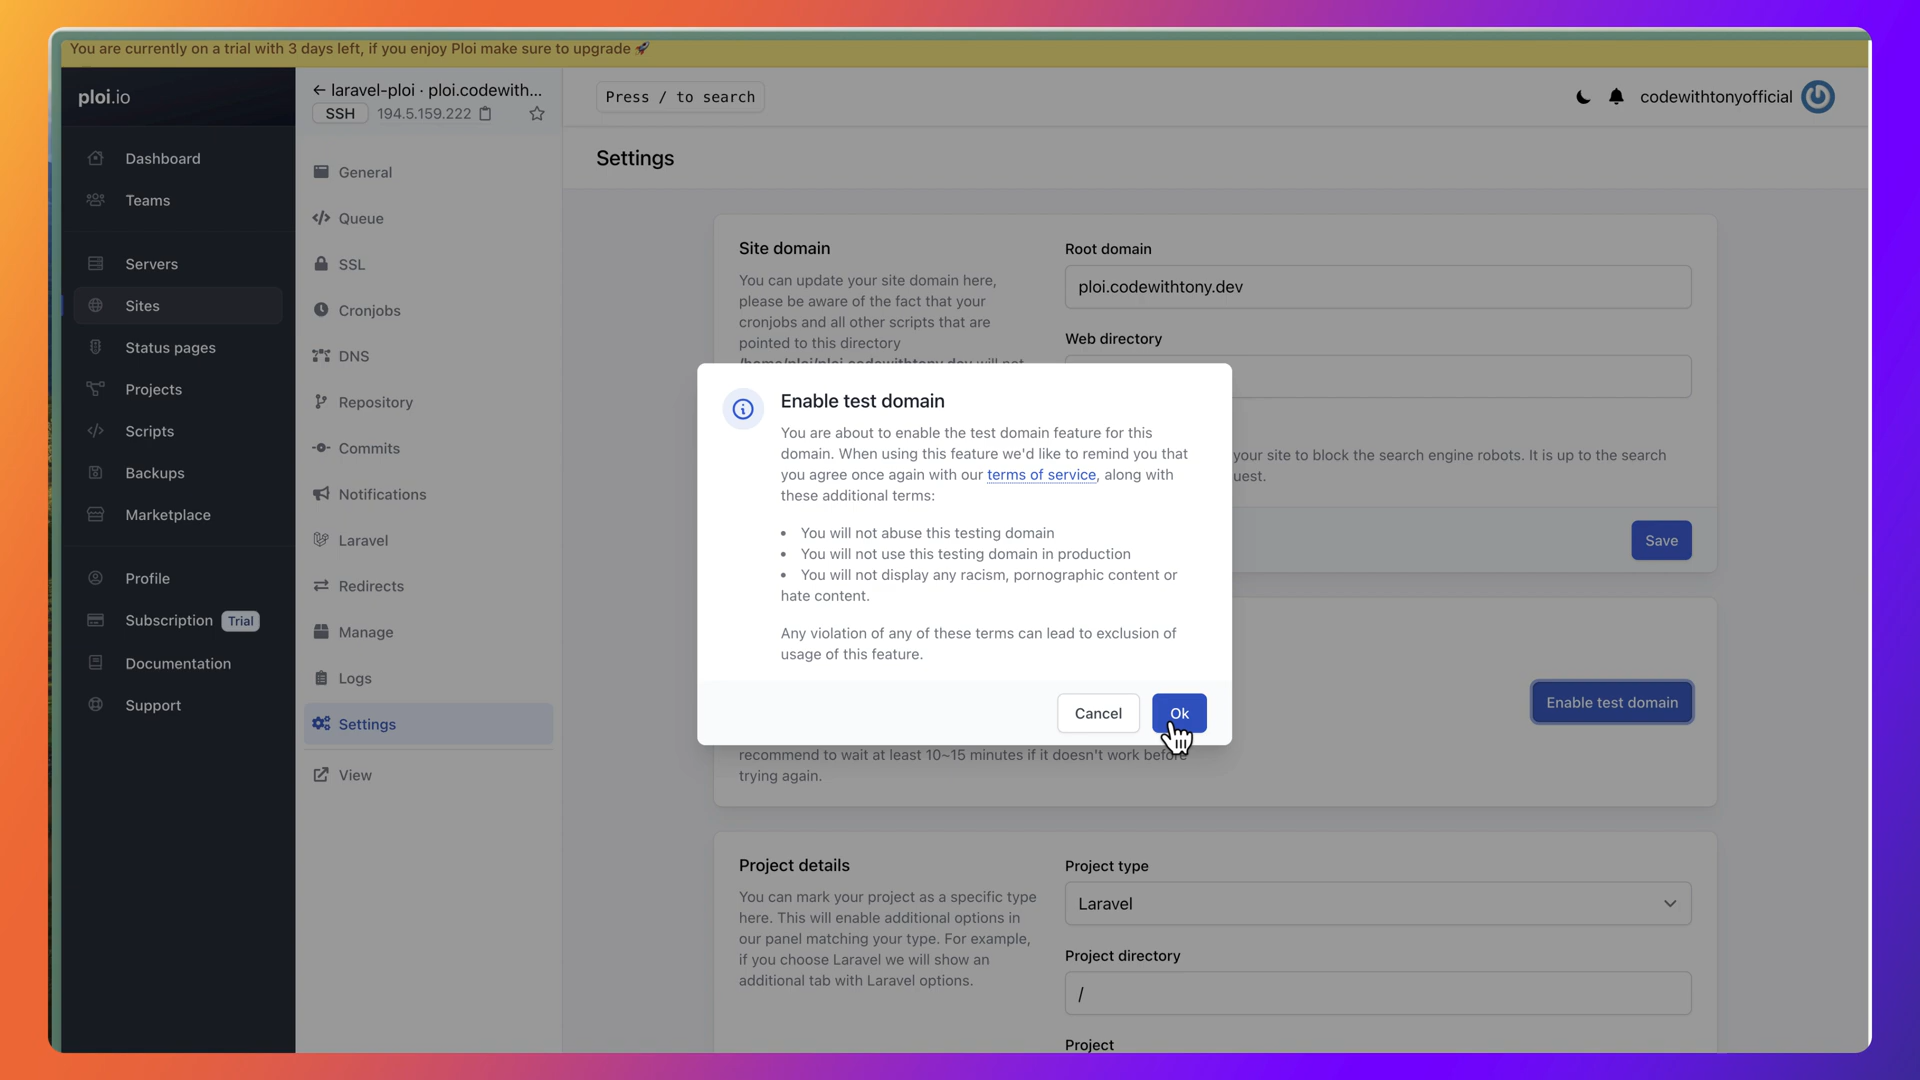 You are currently on a trial with 3 days left, if you enjoy Ploi make sure to upgrade 🚀
ploi.io
Dashboard
Teams
Servers
Sites
Status pages
Projects
Scripts
Backups
Marketplace
Profile
Subscription Trial
Documentation
Support
← laravel-ploi · ploi.codewith...
SSH 194.5.159.222
General
Queue
SSL
Cronjobs
DNS
Repository
Commits
Notifications
Laravel
Redirects
Manage
Logs
Settings
View
Press / to search
codewithtonyofficial
Settings
Site domain
You can update your site domain here,
please be aware of the fact that your
cronjobs and all other scripts that are
pointed to this directory
/home/ploi/ploi.codewithtony.dev will not
Root domain
ploi.codewithtony.dev
Web directory
your site to block the search engine robots. It is up to the search
uest.
Save
Enable test domain
You are about to enable the test domain feature for this
domain. When using this feature we'd like to remind you that
you agree once again with our terms of service, along with
these additional terms:
• You will not abuse this testing domain
• You will not use this testing domain in production
• You will not display any racism, pornographic content or
hate content.
Any violation of any of these terms can lead to exclusion of
usage of this feature.
Cancel
Ok
Enable test domain
recommend to wait at least 10~15 minutes if it doesn't work before
trying again.
Project details
You can mark your project as a specific type
here. This will enable additional options in
our panel matching your type. For example,
if you choose Laravel we will show an
additional tab with Laravel options.
Project type
Laravel
Project directory
/
Project